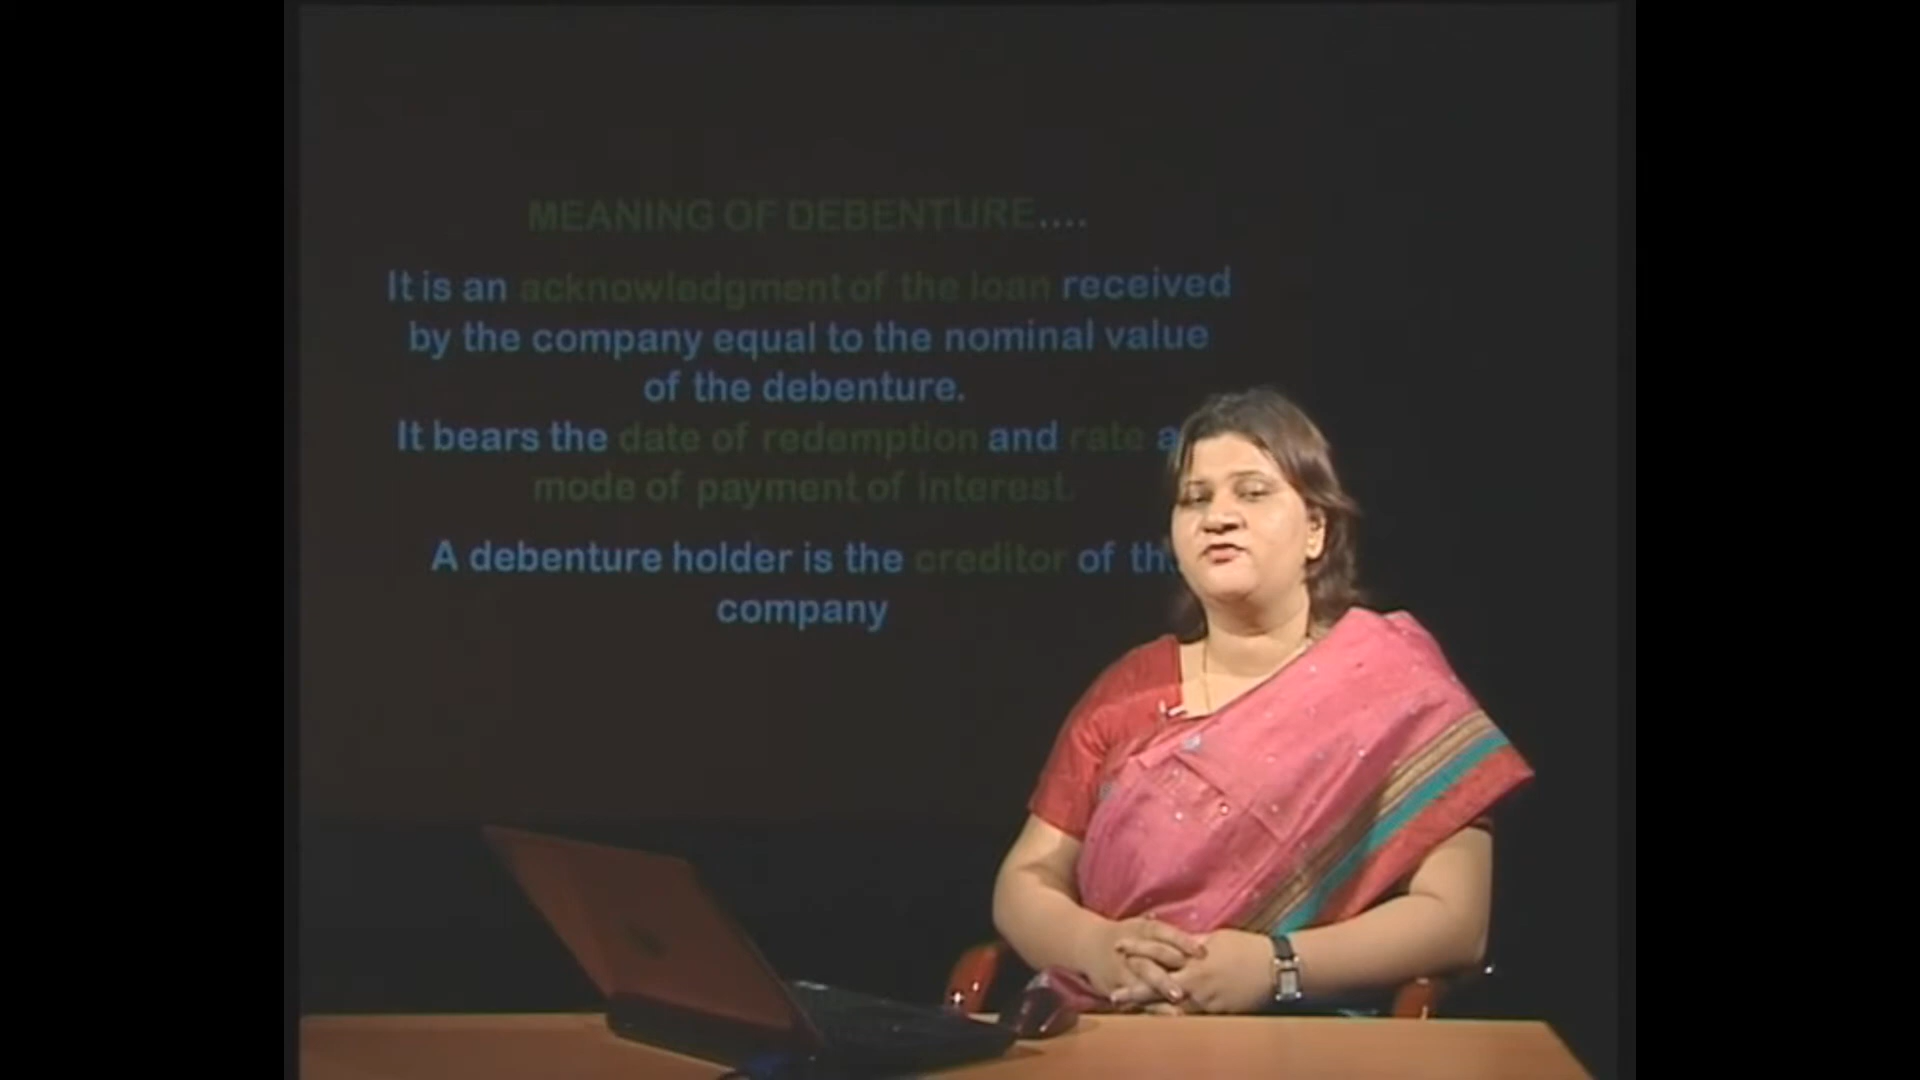 MEANING OF DEBENTURE....
It is an acknowledgment of the loan received
by the company equal to the nominal value
of the debenture.
It bears the date of redemption and rate
mode of payment of interest.
A debenture holder is the creditor of
company